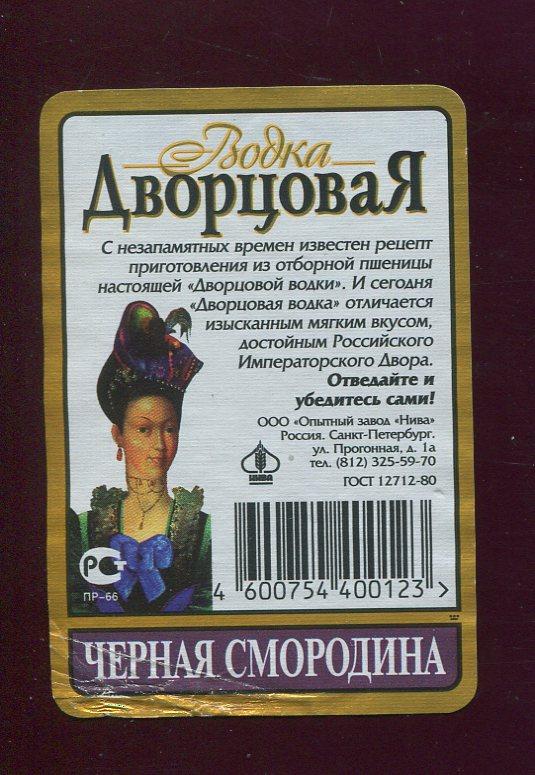 Водка
ДворцоваЯ
С незапамятных времен известен рецепт
приготовления из отборной пшеницы
настоящей «Дворцовой водки». И сегодня
«Дворцовая водка» отличается
изысканным мягким вкусом,
достойным Российского
Императорского Двора.
Отведайте и
убедитесь сами!
ООО «Опытный завод «Нива»
Россия. Санкт-Петербург.
ул. Прогонная, д. 1а
тел. (812) 325-59-70
ГОСТ 12712-80
НИВА
РСТ
ПР-66
4 600754 400123 >
ЧЕРНАЯ СМОРОДИНА